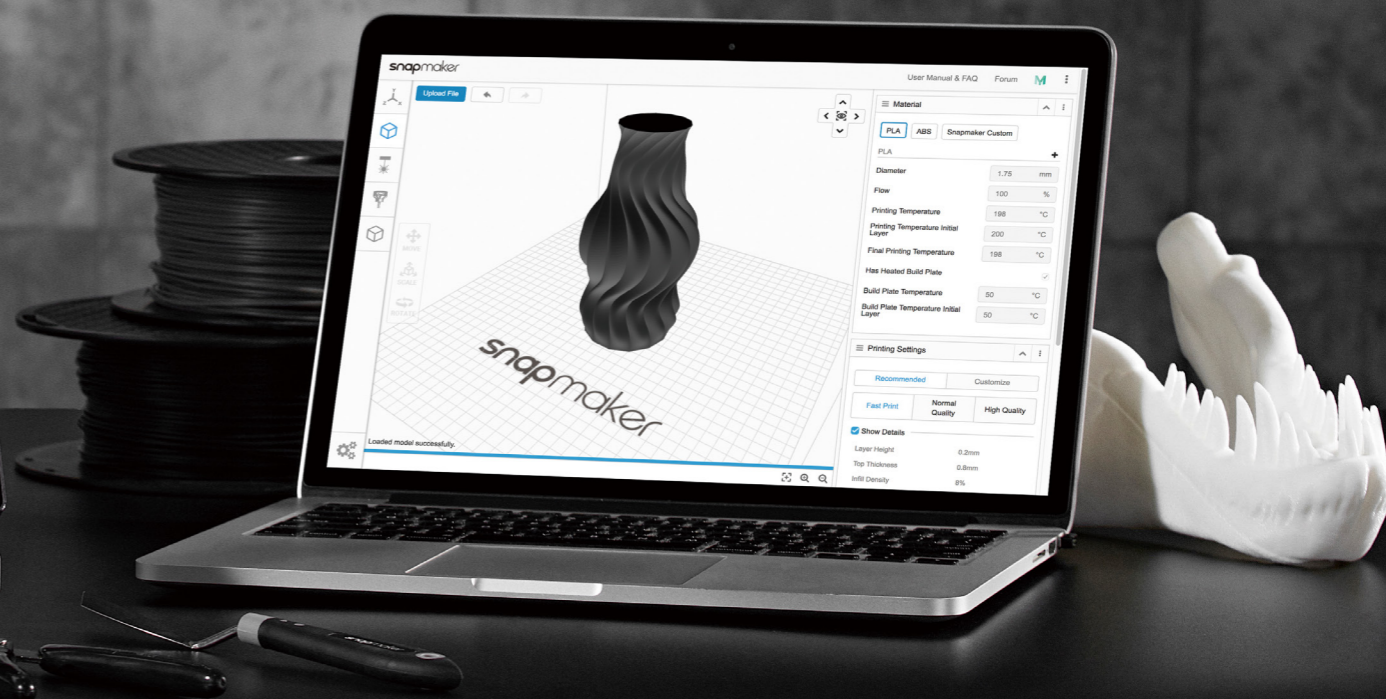 snapmaker
User Manual & FAQ Forum
Upload File
MOVE
SCALE
ROTATE
snapmaker
Loaded model successfully.
Material
PLA ABS Snapmaker Custom
PLA
Diameter 1.75 mm
Flow 100 %
Printing Temperature 198 °C
Printing Temperature Initial
Layer 200 °C
Final Printing Temperature 198 °C
Has Heated Build Plate
Build Plate Temperature 50 °C
Build Plate Temperature Initial
Layer 50 °C
Printing Settings
Recommended Customize
Fast Print Normal
Quality High Quality
Show Details
Layer Height 0.2mm
Top Thickness 0.8mm
Infill Density 8%